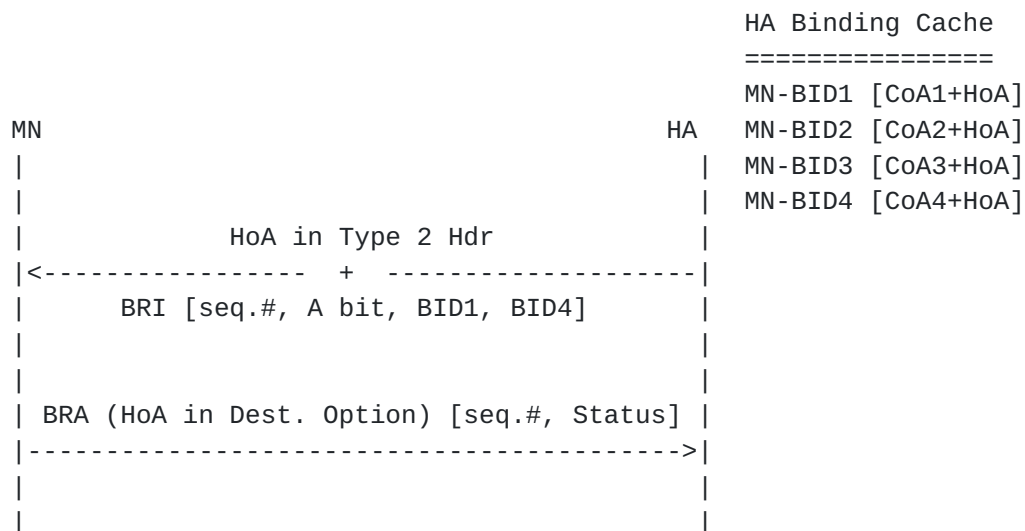 HA Binding Cache
================
MN-BID1 [CoA1+HoA]
MN HA MN-BID2 [CoA2+HoA]
| | MN-BID3 [CoA3+HoA]
| | MN-BID4 [CoA4+HoA]
| HoA in Type 2 Hdr |
|<----------------- + --------------------|
| BRI [seq.#, A bit, BID1, BID4] |
| |
| |
| BRA (HoA in Dest. Option) [seq.#, Status] |
|------------------------------------------>|
| |
| |